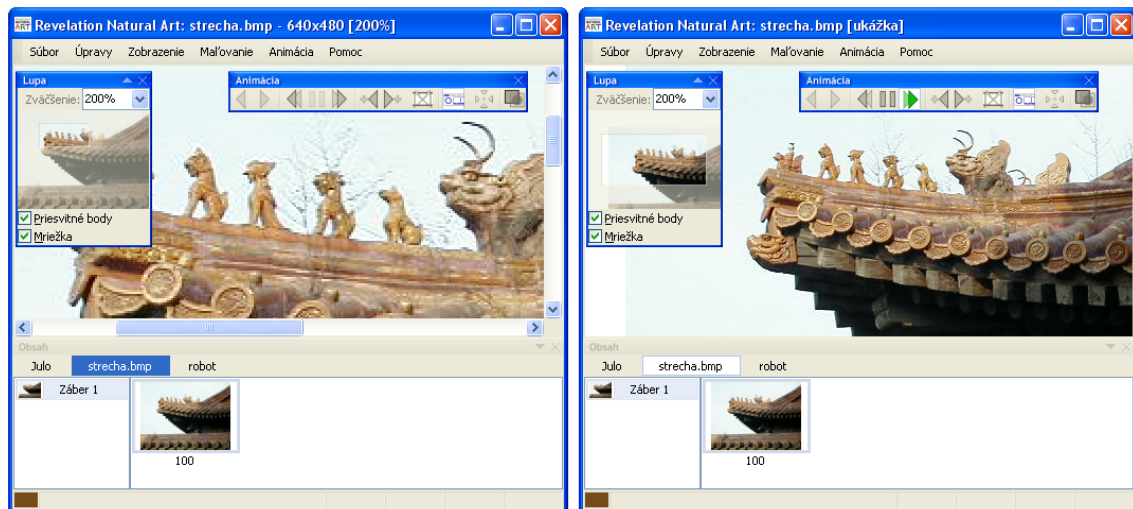 Revelation Natural Art: strecha.bmp - 640x480 [200%]
Súbor Úpravy Zobrazenie Maľovanie Animácia Pomoc
Lupa
Zväčšenie: 200%
Priesvitné body
Mriežka
Animácia
Obsah
Julo strecha.bmp robot
Záber 1
100
Revelation Natural Art: strecha.bmp [ukážka]
Súbor Úpravy Zobrazenie Maľovanie Animácia Pomoc
Lupa
Zväčšenie: 200%
Priesvitné body
Mriežka
Animácia
Obsah
Julo strecha.bmp robot
Záber 1
100